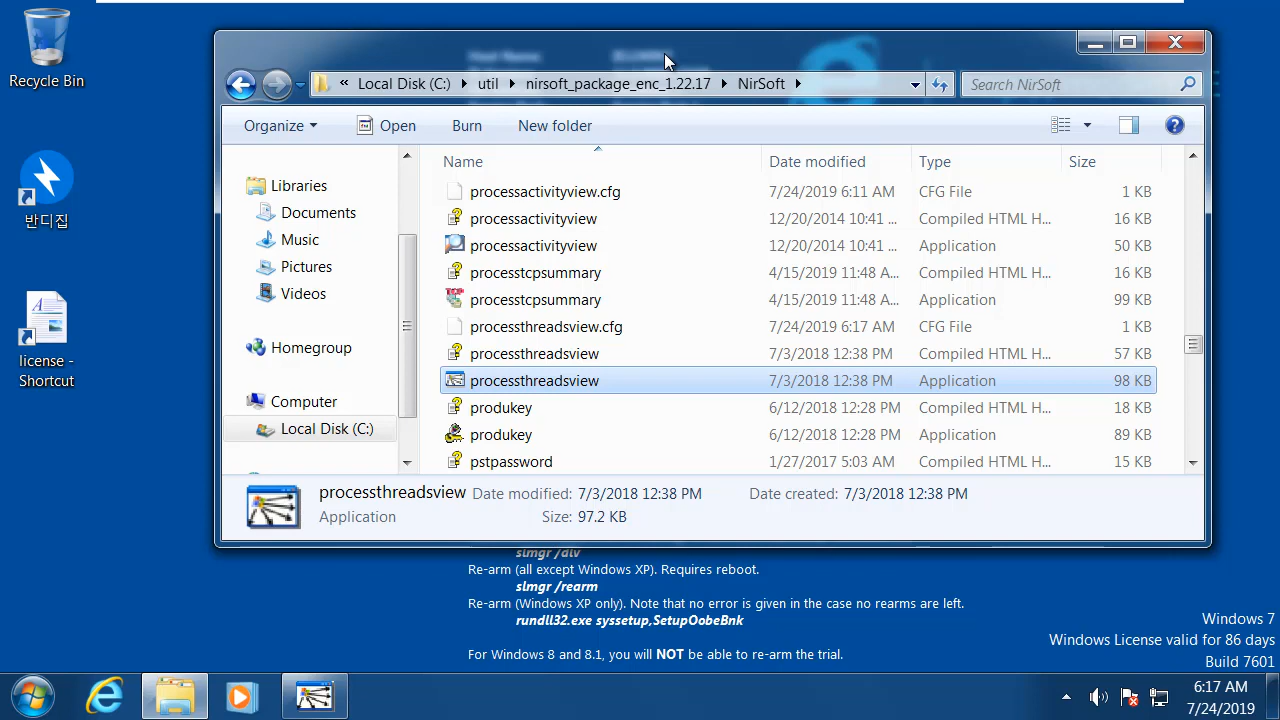 Recycle Bin
반디집
license -
Shortcut
« Local Disk (C:) util nirsoft_package_enc_1.22.17 NirSoft
Search NirSoft
Organize Open Burn New folder
Name Date modified Type Size
processactivityview.cfg 7/24/2019 6:11 AM CFG File 1 KB
processactivityview 12/20/2014 10:41 ... Compiled HTML H... 16 KB
processactivityview 12/20/2014 10:41 ... Application 50 KB
processtcpsummary 4/15/2019 11:48 A... Compiled HTML H... 16 KB
processtcpsummary 4/15/2019 11:48 A... Application 99 KB
processthreadsview.cfg 7/24/2019 6:17 AM CFG File 1 KB
processthreadsview 7/3/2018 12:38 PM Compiled HTML H... 57 KB
processthreadsview 7/3/2018 12:38 PM Application 98 KB
produkey 6/12/2018 12:28 PM Compiled HTML H... 18 KB
produkey 6/12/2018 12:28 PM Application 89 KB
pstpassword 1/27/2017 5:03 AM Compiled HTML H... 15 KB
Libraries
Documents
Music
Pictures
Videos
Homegroup
Computer
Local Disk (C:)
processthreadsview Date modified: 7/3/2018 12:38 PM Date created: 7/3/2018 12:38 PM
Application Size: 97.2 KB
slmgr /dlv
Re-arm (all except Windows XP). Requires reboot.
slmgr /rearm
Re-arm (Windows XP only). Note that no error is given in the case no rearms are left.
rundll32.exe syssetup,SetupOobeBnk
For Windows 8 and 8.1, you will NOT be able to re-arm the trial.
Windows 7
Windows License valid for 86 days
Build 7601
6:17 AM
7/24/2019